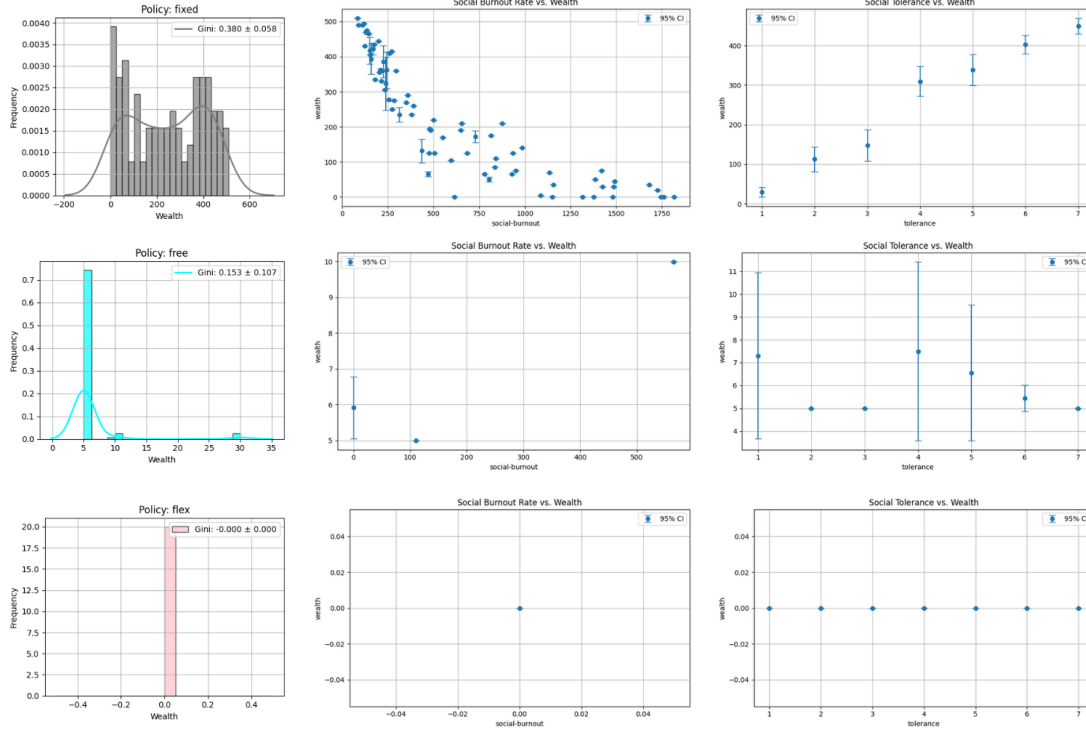 Policy: fixed
Gini: 0.380 ± 0.058
Frequency
0.0040
0.0035
0.0030
0.0025
0.0020
0.0015
0.0010
0.0005
0.0000
−200 0 200 400 600
Wealth
Social Burnout Rate vs. Wealth
95% CI
wealth
500
400
300
200
100
0
0 250 500 750 1000 1250 1500 1750
social-burnout
Social Tolerance vs. Wealth
95% CI
wealth
400
300
200
100
0
1 2 3 4 5 6 7
tolerance
Policy: free
Gini: 0.153 ± 0.107
Frequency
0.7
0.6
0.5
0.4
0.3
0.2
0.1
0.0
0 5 10 15 20 25 30 35
Wealth
Social Burnout Rate vs. Wealth
95% CI
wealth
10
9
8
7
6
5
0 100 200 300 400 500
social-burnout
Social Tolerance vs. Wealth
95% CI
wealth
11
10
9
8
7
6
5
4
1 2 3 4 5 6 7
tolerance
Policy: flex
Gini: -0.000 ± 0.000
Frequency
20.0
17.5
15.0
12.5
10.0
7.5
5.0
2.5
0.0
−0.4 −0.2 0.0 0.2 0.4
Wealth
Social Burnout Rate vs. Wealth
95% CI
wealth
0.04
0.02
0.00
−0.02
−0.04
−0.04 −0.02 0.00 0.02 0.04
social-burnout
Social Tolerance vs. Wealth
95% CI
wealth
0.04
0.02
0.00
−0.02
−0.04
1 2 3 4 5 6 7
tolerance